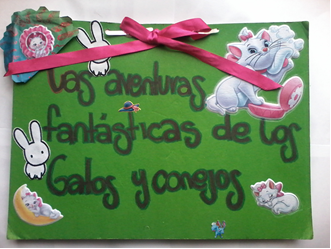 Las aventuras
fantásticas de los
Gatos y conejos